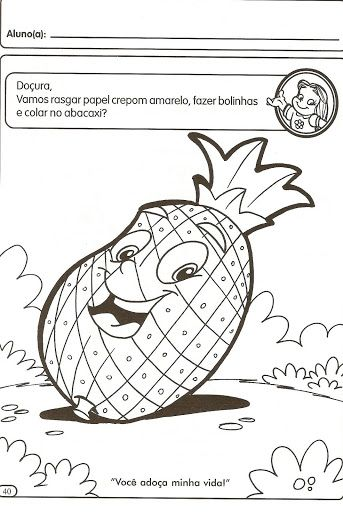 Aluno(a):
Doçura,
Vamos rasgar papel crepom amarelo, fazer bolinhas
e colar no abacaxi?
"Você adoça minha vida!"
40